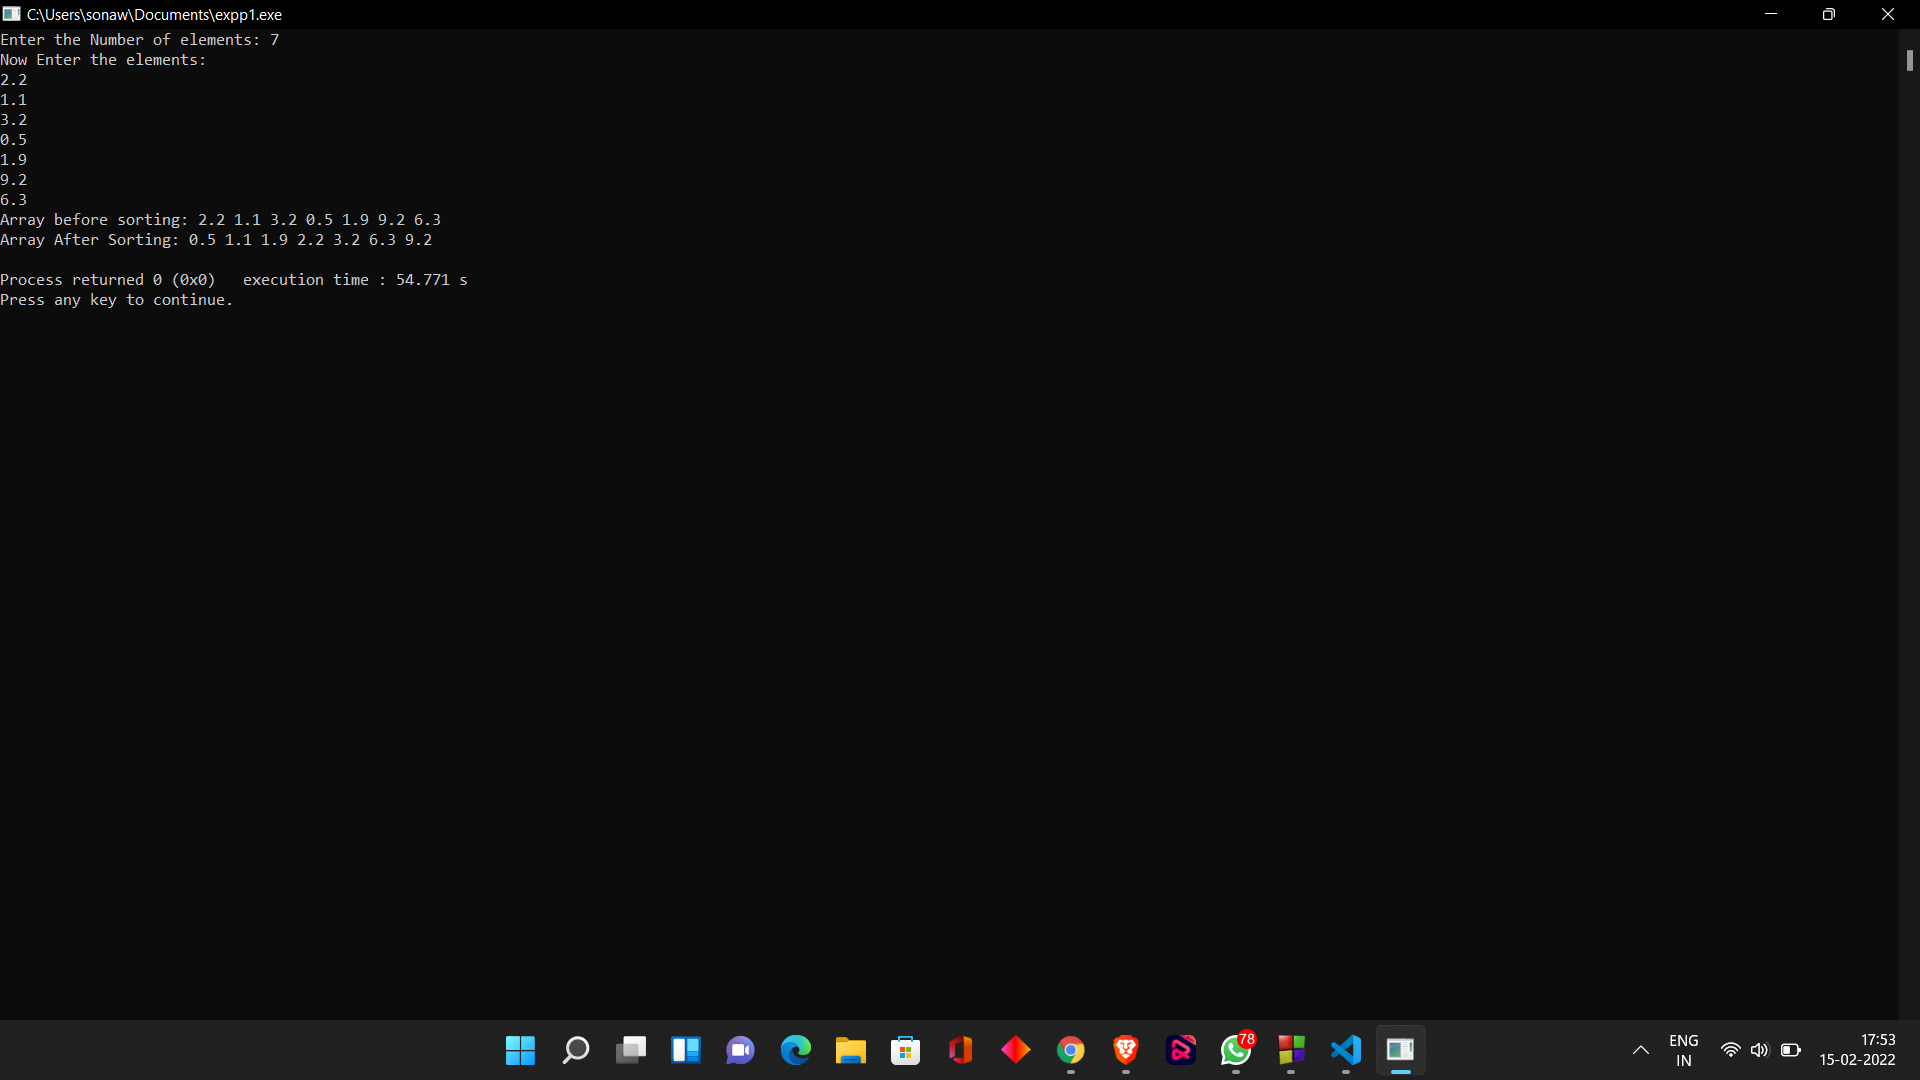 C:\Users\sonaw\Documents\expp1.exe
Enter the Number of elements: 7
Now Enter the elements:
2.2
1.1
3.2
0.5
1.9
9.2
6.3
Array before sorting: 2.2 1.1 3.2 0.5 1.9 9.2 6.3
Array After Sorting: 0.5 1.1 1.9 2.2 3.2 6.3 9.2
Process returned 0 (0x0)   execution time : 54.771 s
Press any key to continue.
78
ENG
IN
17:53
15-02-2022